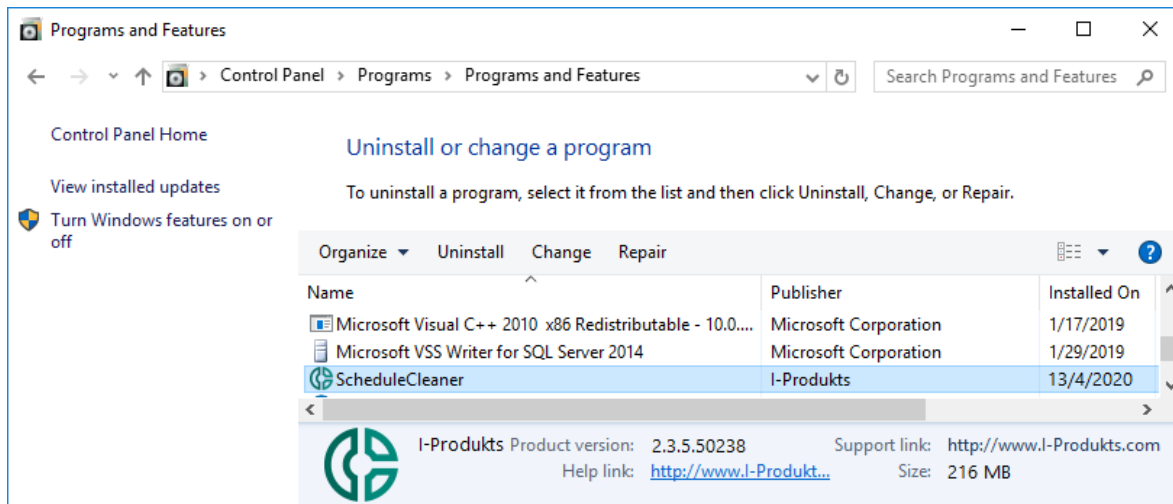 Programs and Features
Control Panel > Programs > Programs and Features
Search Programs and Features
Control Panel Home
View installed updates
Turn Windows features on or
off
Uninstall or change a program
To uninstall a program, select it from the list and then click Uninstall, Change, or Repair.
Organize Uninstall Change Repair
Name Publisher Installed On
Microsoft Visual C++ 2010 x86 Redistributable - 10.0.... Microsoft Corporation 1/17/2019
Microsoft VSS Writer for SQL Server 2014 Microsoft Corporation 1/29/2019
ScheduleCleaner I-Produkts 13/4/2020
I-Produkts Product version: 2.3.5.50238 Support link: http://www.I-Produkts.com
Help link: http://www.I-Produkt... Size: 216 MB